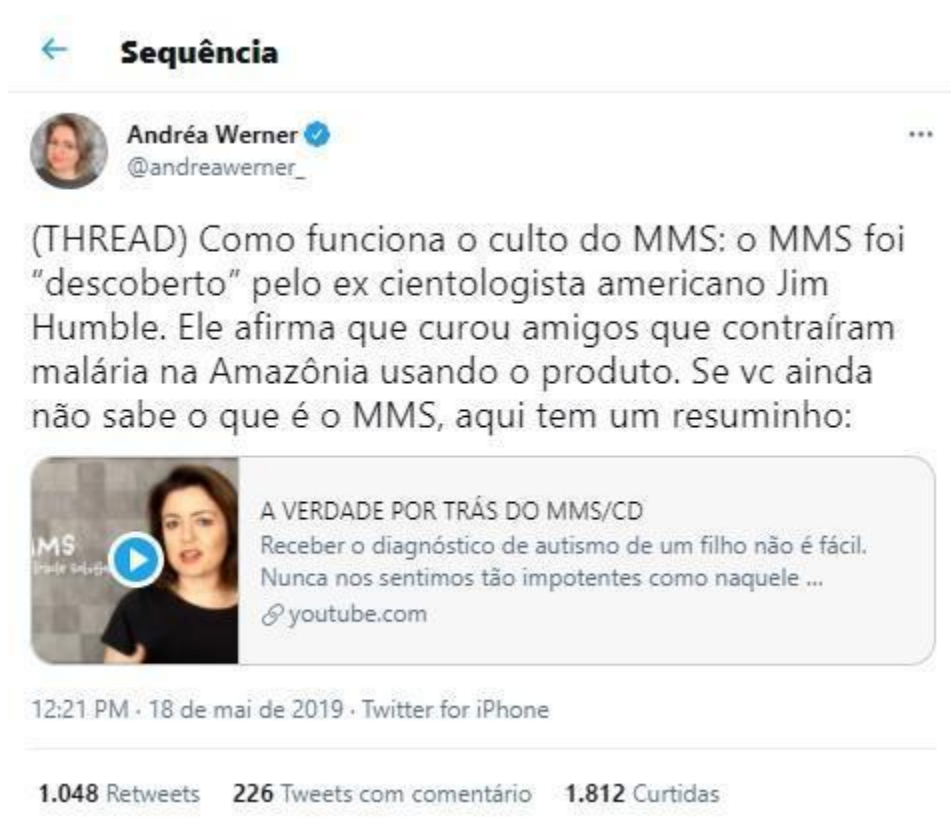 Sequência
Andréa Werner
@andreawerner_
(THREAD) Como funciona o culto do MMS: o MMS foi
“descoberto” pelo ex cientologista americano Jim
Humble. Ele afirma que curou amigos que contraíram
malária na Amazônia usando o produto. Se vc ainda
não sabe o que é o MMS, aqui tem um resuminho:
MMS
A VERDADE POR TRÁS DO MMS/CD
Receber o diagnóstico de autismo de um filho não é fácil.
Nunca nos sentimos tão impotentes como naquele ...
youtube.com
12:21 PM · 18 de mai de 2019 · Twitter for iPhone
1.048 Retweets 226 Tweets com comentário 1.812 Curtidas